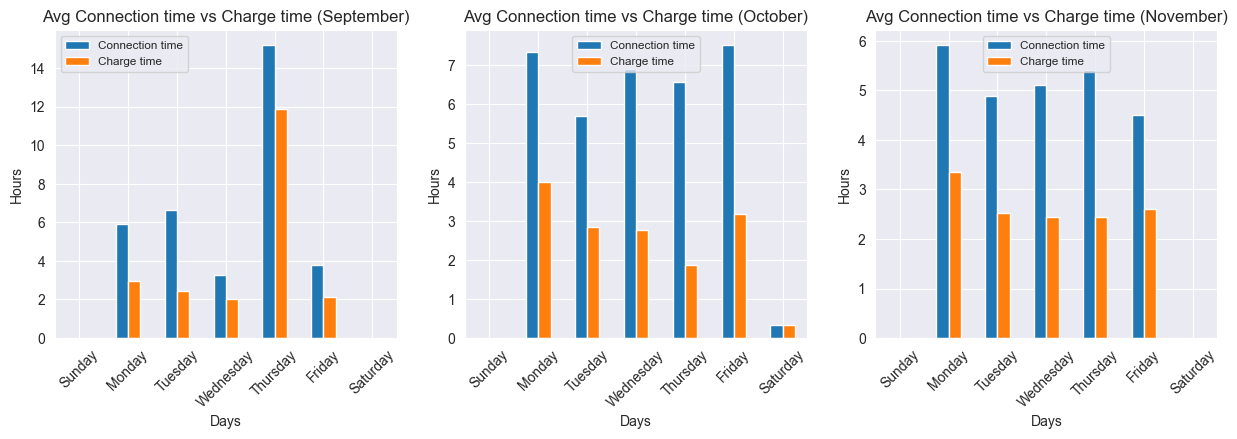 Avg Connection time vs Charge time (September)
Connection time
Charge time
Hours
14
12
10
8
6
4
2
0
Sunday
Monday
Tuesday
Wednesday
Thursday
Friday
Saturday
Days
Avg Connection time vs Charge time (October)
Connection time
Charge time
Hours
7
6
5
4
3
2
1
0
Sunday
Monday
Tuesday
Wednesday
Thursday
Friday
Saturday
Days
Avg Connection time vs Charge time (November)
Connection time
Charge time
Hours
6
5
4
3
2
1
0
Sunday
Monday
Tuesday
Wednesday
Thursday
Friday
Saturday
Days